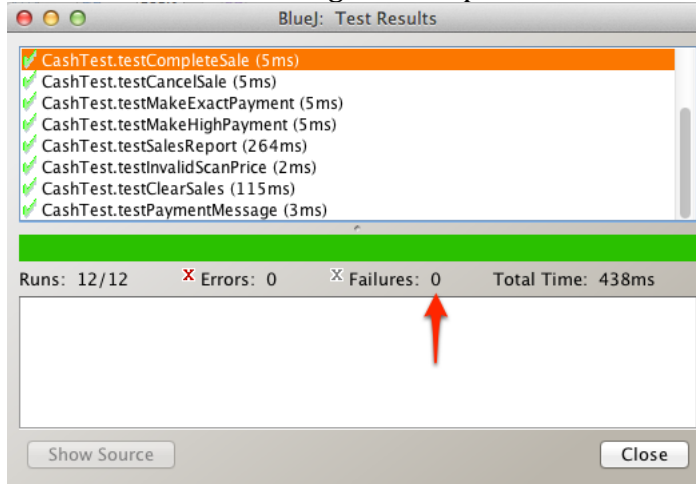 BlueJ: Test Results
CashTest.testCompleteSale (5ms)
CashTest.testCancelSale (5ms)
CashTest.testMakeExactPayment (5ms)
CashTest.testMakeHighPayment (5ms)
CashTest.testSalesReport (264ms)
CashTest.testInvalidScanPrice (2ms)
CashTest.testClearSales (115ms)
CashTest.testPaymentMessage (3ms)
Runs: 12/12 X Errors: 0 X Failures: 0 Total Time: 438ms
Show Source Close